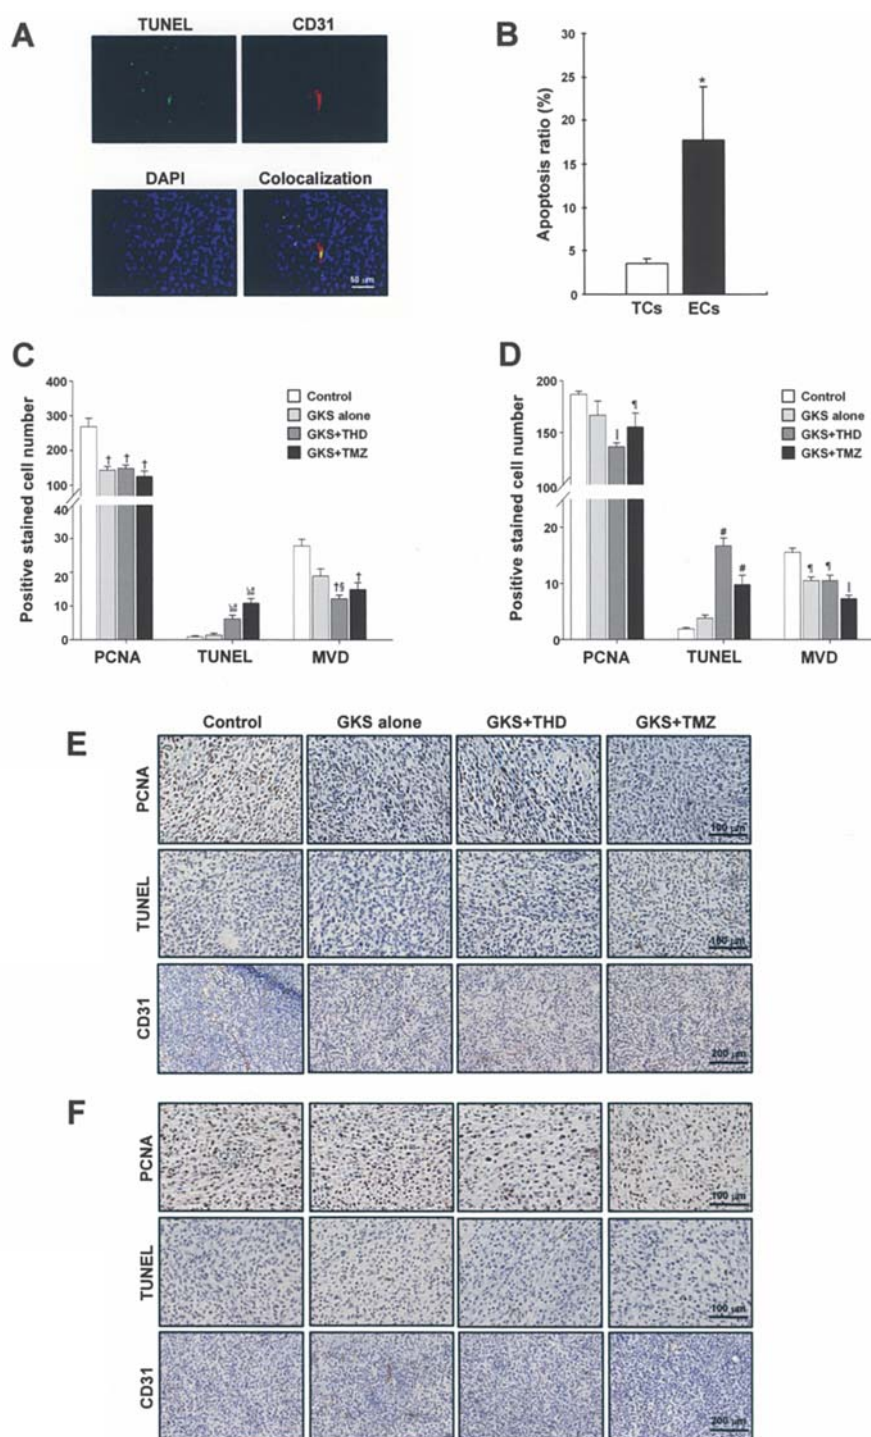 A
TUNEL
CD31
DAPI
Colocalization
50 μm
B
Apoptosis ratio (%)
30
25
20
15
10
5
0
*
TCs
ECs
C
Positive stained cell number
400
300
200
100
30
20
10
0
Control
GKS alone
GKS+THD
GKS+TMZ
† † †
†§ †
PCNA
TUNEL
MVD
D
Positive stained cell number
200
150
100
20
10
0
Control
GKS alone
GKS+THD
GKS+TMZ
¶
# #
¶ ¶
PCNA
TUNEL
MVD
Control
GKS alone
GKS+THD
GKS+TMZ
E
PCNA
100 μm
TUNEL
100 μm
CD31
200 μm
F
PCNA
100 μm
TUNEL
100 μm
CD31
200 μm